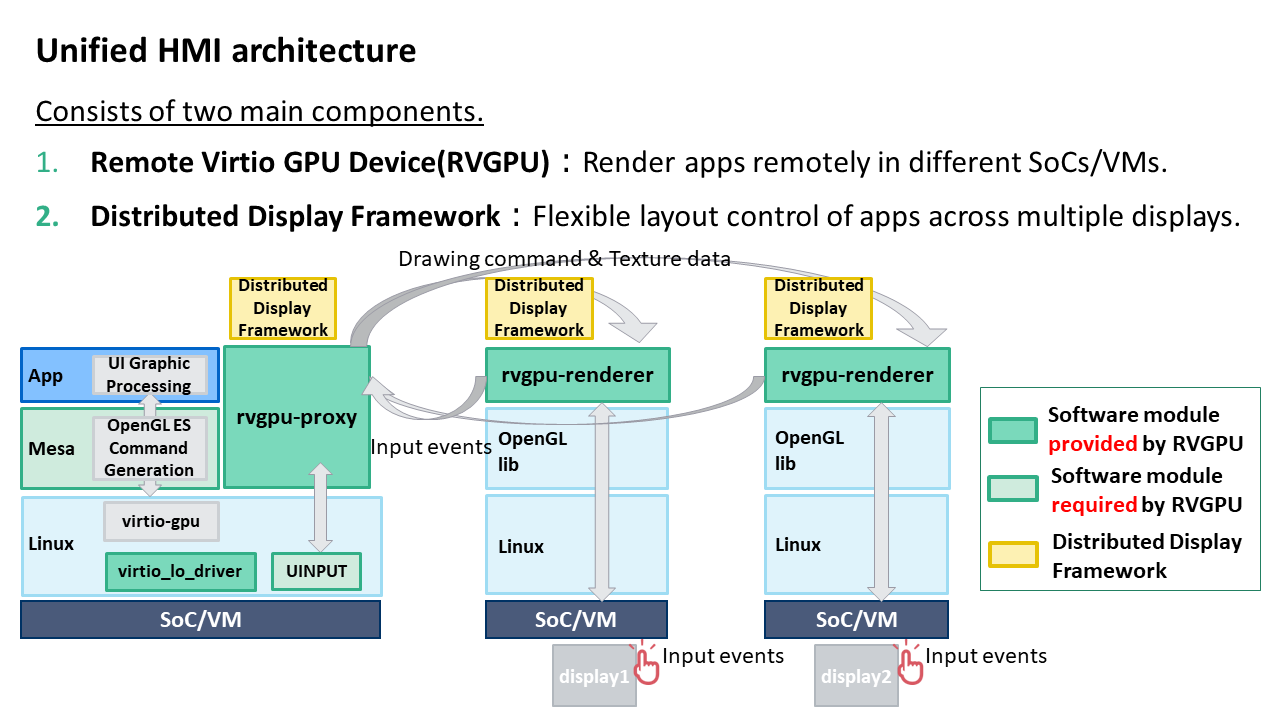 Unified HMI architecture
Consists of two main components.
1. Remote Virtio GPU Device(RVGPU)：Render apps remotely in different SoCs/VMs.
2. Distributed Display Framework：Flexible layout control of apps across multiple displays.
Drawing command & Texture data
Distributed
Display
Framework
Distributed
Display
Framework
Distributed
Display
Framework
App
UI Graphic
Processing
rvgpu-proxy
rvgpu-renderer
rvgpu-renderer
Mesa
OpenGL ES
Command
Generation
Input events
OpenGL
lib
OpenGL
lib
Linux
virtio-gpu
virtio_lo_driver
UINPUT
Linux
Linux
SoC/VM
SoC/VM
SoC/VM
display1
Input events
display2
Input events
Software module
provided by RVGPU
Software module
required by RVGPU
Distributed Display
Framework